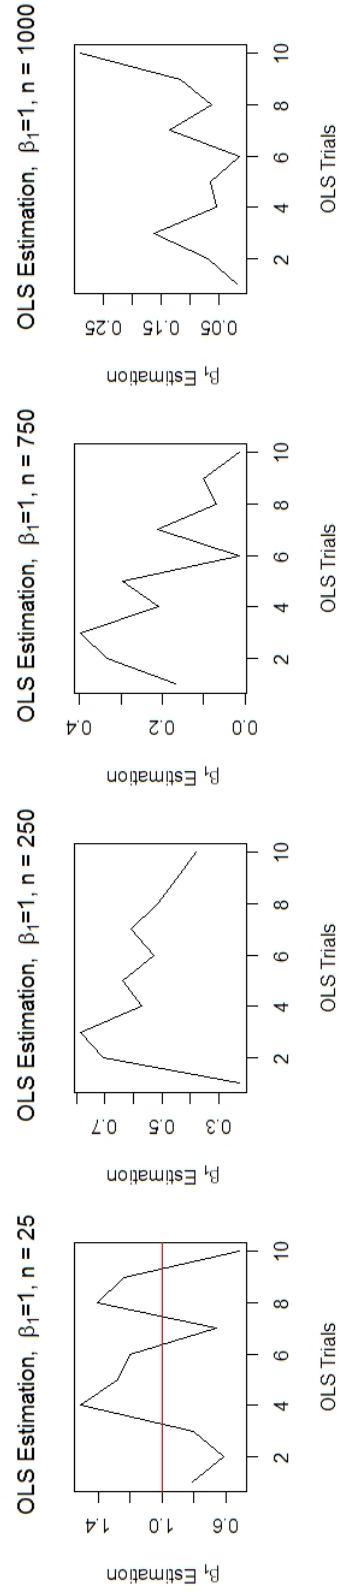 OLS Estimation, β₁=1, n = 25
β₁ Estimation
0.6 1.0 1.4
2 4 6 8 10
OLS Trials
OLS Estimation, β₁=1, n = 250
β₁ Estimation
0.3 0.5 0.7
2 4 6 8 10
OLS Trials
OLS Estimation, β₁=1, n = 750
β₁ Estimation
0.0 0.2 0.4
2 4 6 8 10
OLS Trials
OLS Estimation, β₁=1, n = 1000
β₁ Estimation
0.05 0.15 0.25
2 4 6 8 10
OLS Trials